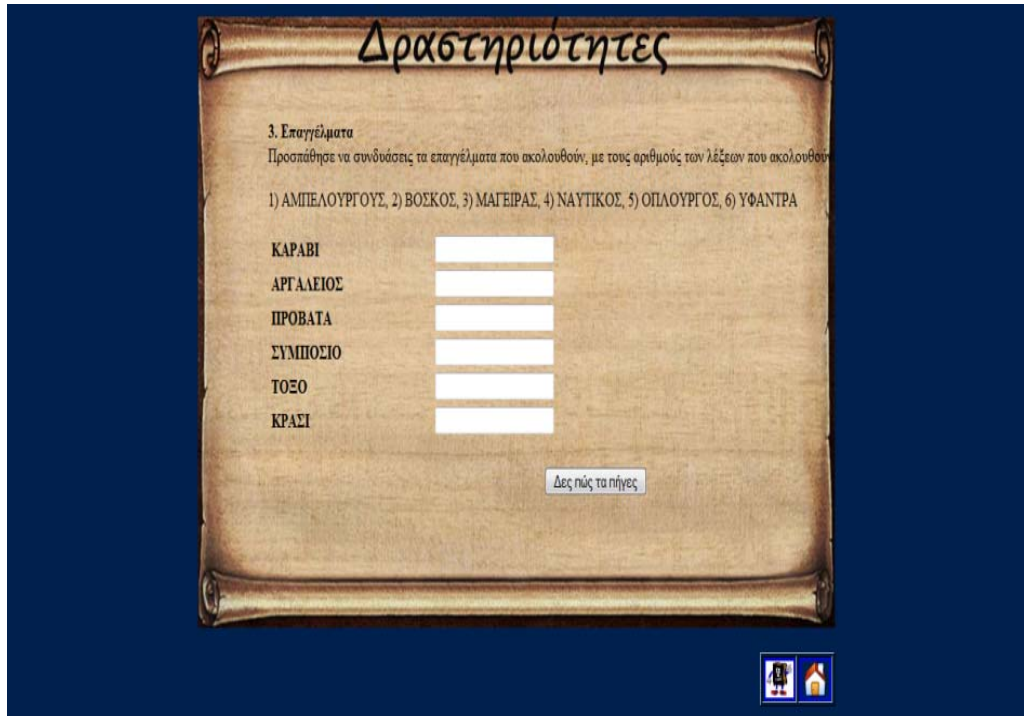 Δραστηριότητες
3. Επαγγέλματα
Προσπάθησε να συνδυάσεις τα επαγγέλματα που ακολουθούν, με τους αριθμούς των λέξεων που ακολουθούν
1) ΑΜΠΕΛΟΥΡΓΟΥΣ, 2) ΒΟΣΚΟΣ, 3) ΜΑΓΕΙΡΑΣ, 4) ΝΑΥΤΙΚΟΣ, 5) ΟΠΛΟΥΡΓΟΣ, 6) ΥΦΑΝΤΡΑ
ΚΑΡΑΒΙ
ΑΡΓΑΛΕΙΟΣ
ΠΡΟΒΑΤΑ
ΣΥΜΠΟΣΙΟ
ΤΟΞΟ
ΚΡΑΣΙ
Δες πώς τα πήγες